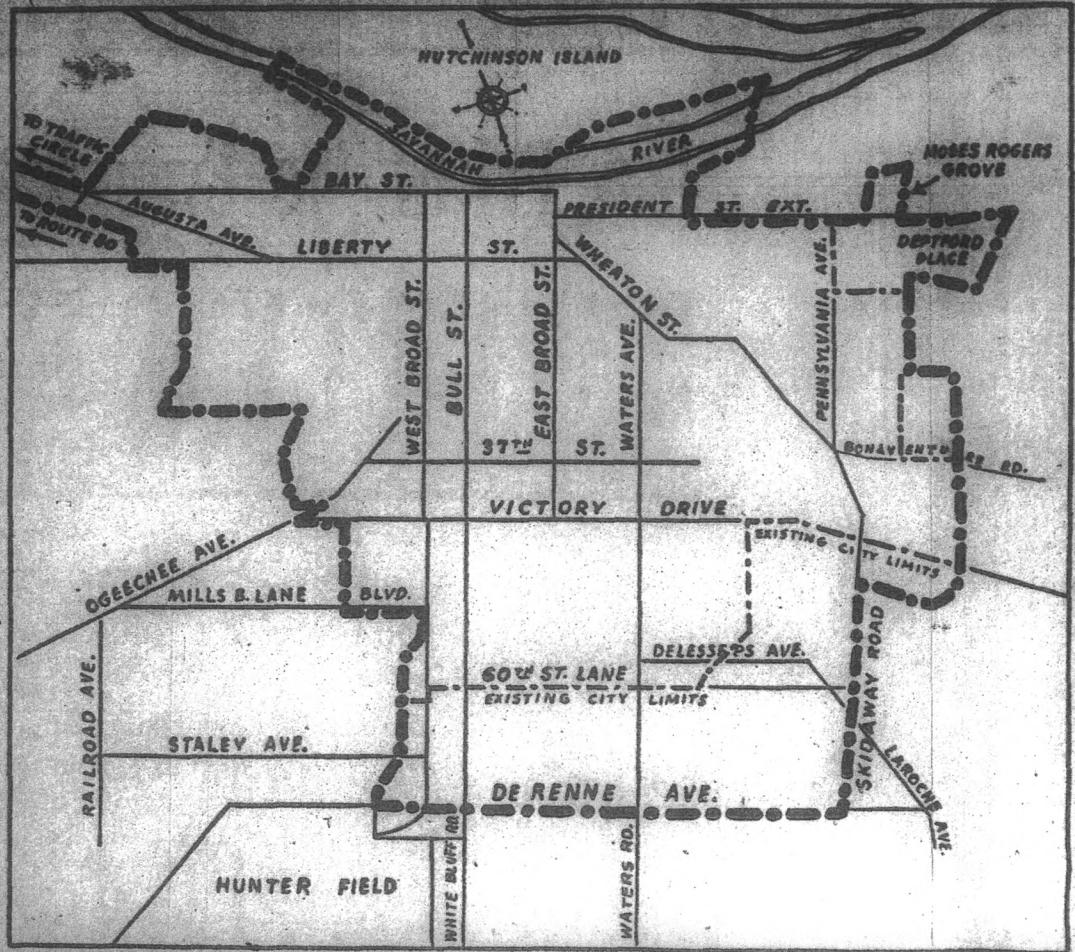 HUTCHINSON ISLAND
SAVANNAH
RIVER
TO TRAFFIC
CIRCLE
TO ROUTE 80
BAY ST.
AUGUSTA AVE.
LIBERTY ST.
PRESIDENT ST. EXT.
MOSES ROGERS
GROVE
DEPTFORD
PLACE
WHEATON ST.
PENNSYLVANIA AVE.
WEST BROAD ST.
BULL ST.
EAST BROAD ST.
WATERS AVE.
37TH ST.
BONAVENTURE RD.
VICTORY DRIVE
EXISTING CITY LIMITS
OGEECHEE AVE.
MILLS B. LANE BLVD.
DELESSEPS AVE.
SKIDAWAY ROAD
60TH ST. LANE
EXISTING CITY LIMITS
RAILROAD AVE.
STALEY AVE.
LAROCHE AVE.
DE RENNE AVE.
HUNTER FIELD
WHITE BLUFF RD.
WATERS RD.